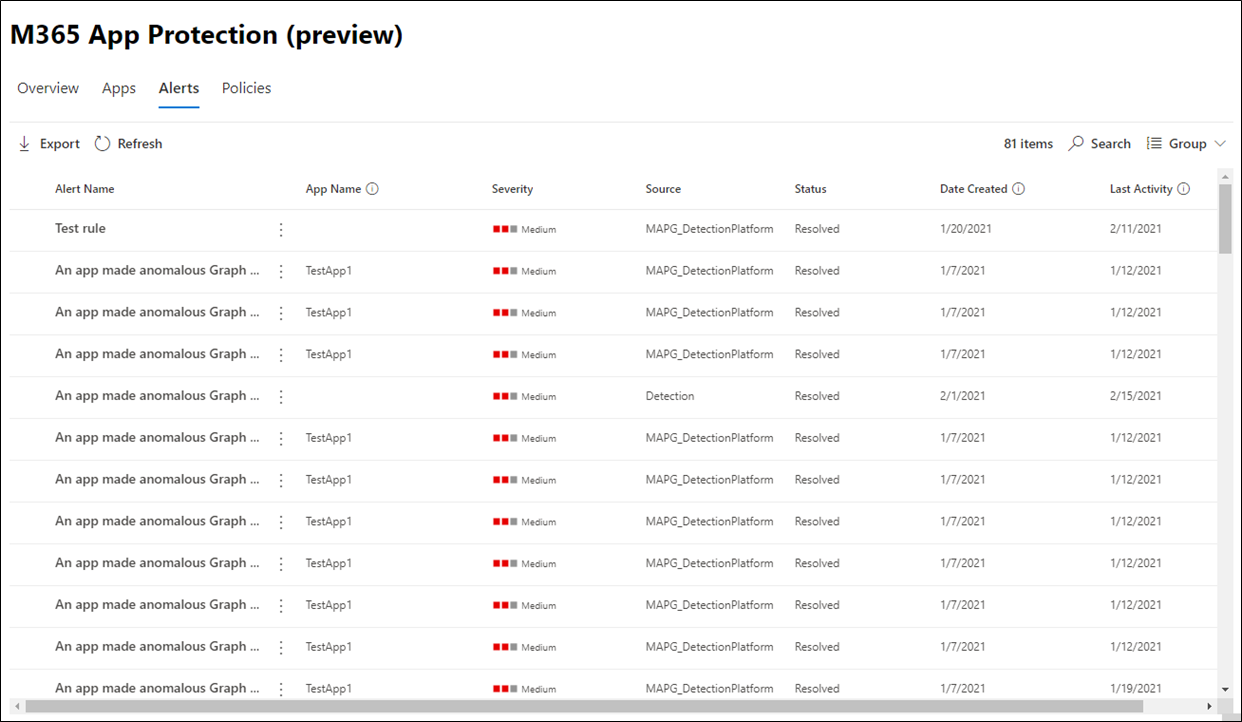 M365 App Protection (preview)
Overview Apps Alerts Policies
Export Refresh 81 items Search Group
Alert Name App Name Severity Source Status Date Created Last Activity
Test rule Medium MAPG_DetectionPlatform Resolved 1/20/2021 2/11/2021
An app made anomalous Graph ... TestApp1 Medium MAPG_DetectionPlatform Resolved 1/7/2021 1/12/2021
An app made anomalous Graph ... TestApp1 Medium MAPG_DetectionPlatform Resolved 1/7/2021 1/12/2021
An app made anomalous Graph ... TestApp1 Medium MAPG_DetectionPlatform Resolved 1/7/2021 1/12/2021
An app made anomalous Graph ... Medium Detection Resolved 2/1/2021 2/15/2021
An app made anomalous Graph ... TestApp1 Medium MAPG_DetectionPlatform Resolved 1/7/2021 1/12/2021
An app made anomalous Graph ... TestApp1 Medium MAPG_DetectionPlatform Resolved 1/7/2021 1/12/2021
An app made anomalous Graph ... TestApp1 Medium MAPG_DetectionPlatform Resolved 1/7/2021 1/12/2021
An app made anomalous Graph ... TestApp1 Medium MAPG_DetectionPlatform Resolved 1/7/2021 1/12/2021
An app made anomalous Graph ... TestApp1 Medium MAPG_DetectionPlatform Resolved 1/7/2021 1/12/2021
An app made anomalous Graph ... TestApp1 Medium MAPG_DetectionPlatform Resolved 1/7/2021 1/12/2021
An app made anomalous Graph ... TestApp1 Medium MAPG_DetectionPlatform Resolved 1/7/2021 1/19/2021